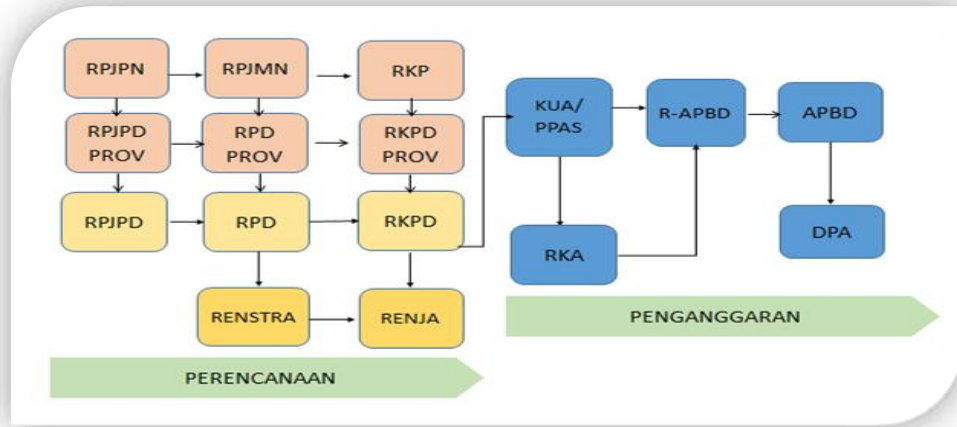 RPJPN
RPJMN
RKP
RPJPD
PROV
RPD
PROV
RKPD
PROV
RPJPD
RPD
RKPD
RENSTRA
RENJA
PERENCANAAN
KUA/
PPAS
R-APBD
APBD
RKA
DPA
PENGANGGARAN